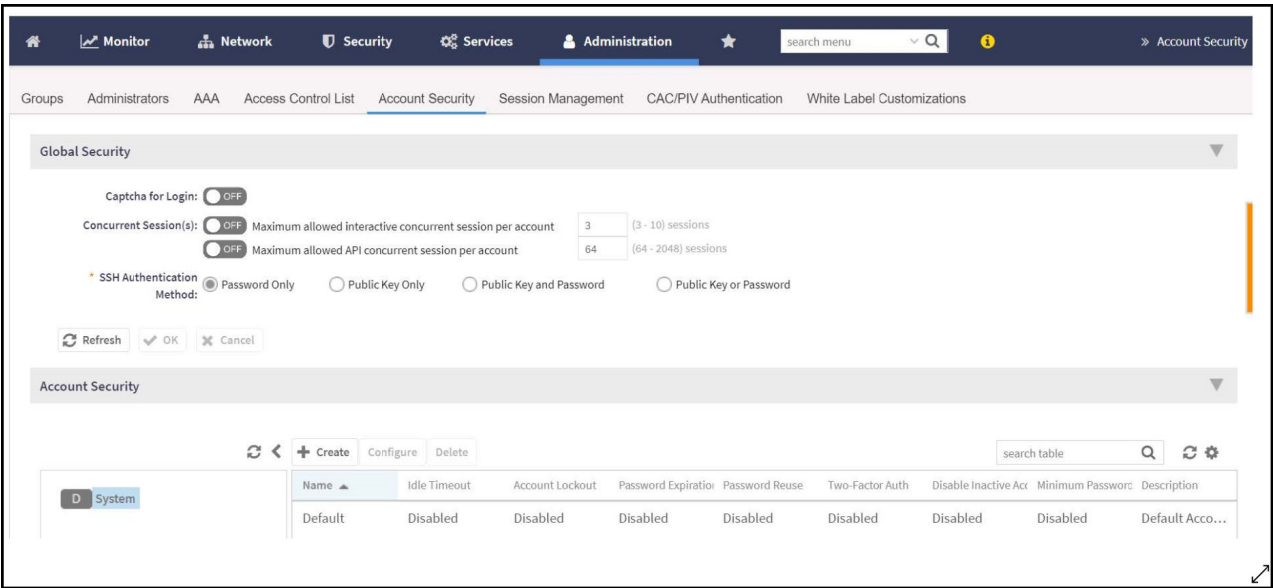 Monitor Network Security Services Administration search menu » Account Security
Groups Administrators AAA Access Control List Account Security Session Management CAC/PIV Authentication White Label Customizations
Global Security
Captcha for Login: OFF
Concurrent Session(s): OFF Maximum allowed interactive concurrent session per account 3 (3 - 10) sessions
OFF Maximum allowed API concurrent session per account 64 (64 - 2048) sessions
* SSH Authentication Method: Password Only Public Key Only Public Key and Password Public Key or Password
Refresh OK Cancel
Account Security
+ Create Configure Delete search table
D System
Name Idle Timeout Account Lockout Password Expiration Password Reuse Two-Factor Auth Disable Inactive Acc Minimum Password Description
Default Disabled Disabled Disabled Disabled Disabled Disabled Disabled Default Acco...